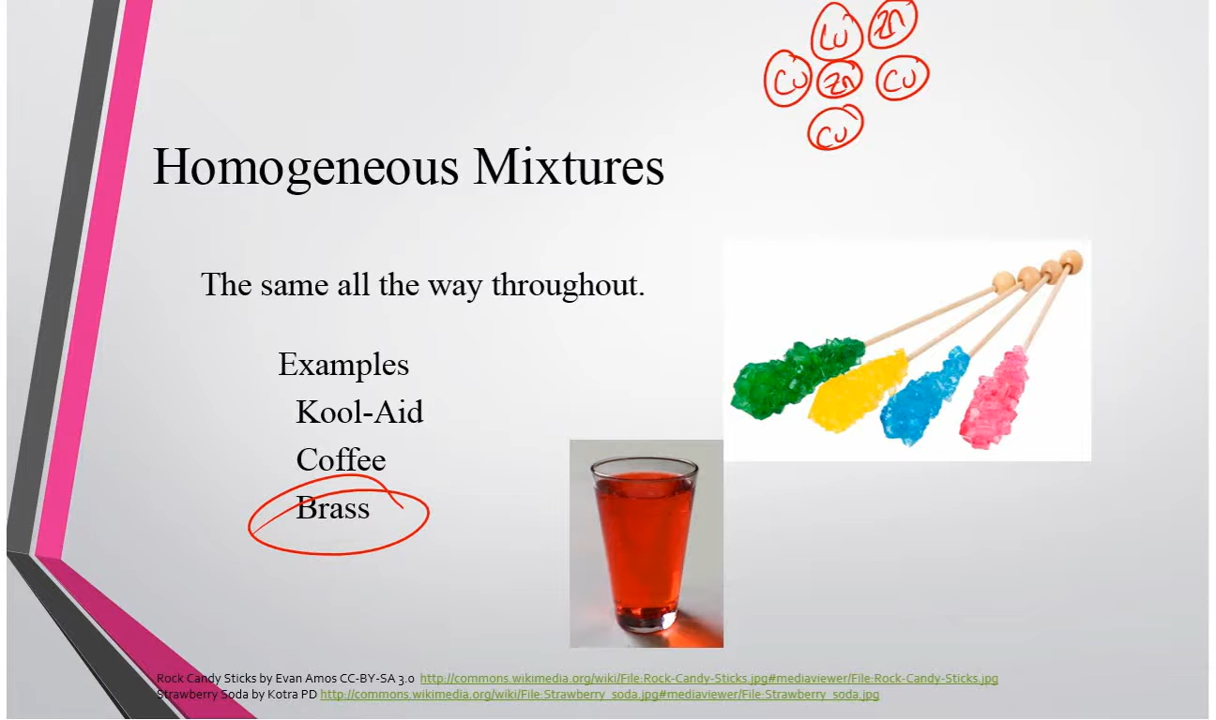 Cu Zn
Cu Zn Cu
Cu
Homogeneous Mixtures
The same all the way throughout.
Examples
Kool-Aid
Coffee
Brass
Rock Candy Sticks by Evan Amos CC-BY-SA 3.0 http://commons.wikimedia.org/wiki/File:Rock-Candy-Sticks.jpg#mediaviewer/File:Rock-Candy-Sticks.jpg
Strawberry Soda by Kotra PD http://commons.wikimedia.org/wiki/File:Strawberry_soda.jpg#mediaviewer/File:Strawberry_soda.jpg